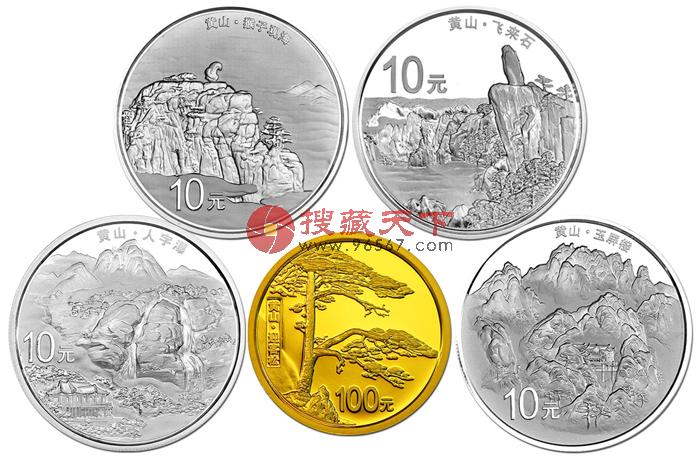 黄山·猴子观海
10元
黄山·飞来石
10元
搜藏天下
www.96567.com
黄山·人字瀑
10元
黄山·迎客松
100元
黄山·玉屏楼
10元